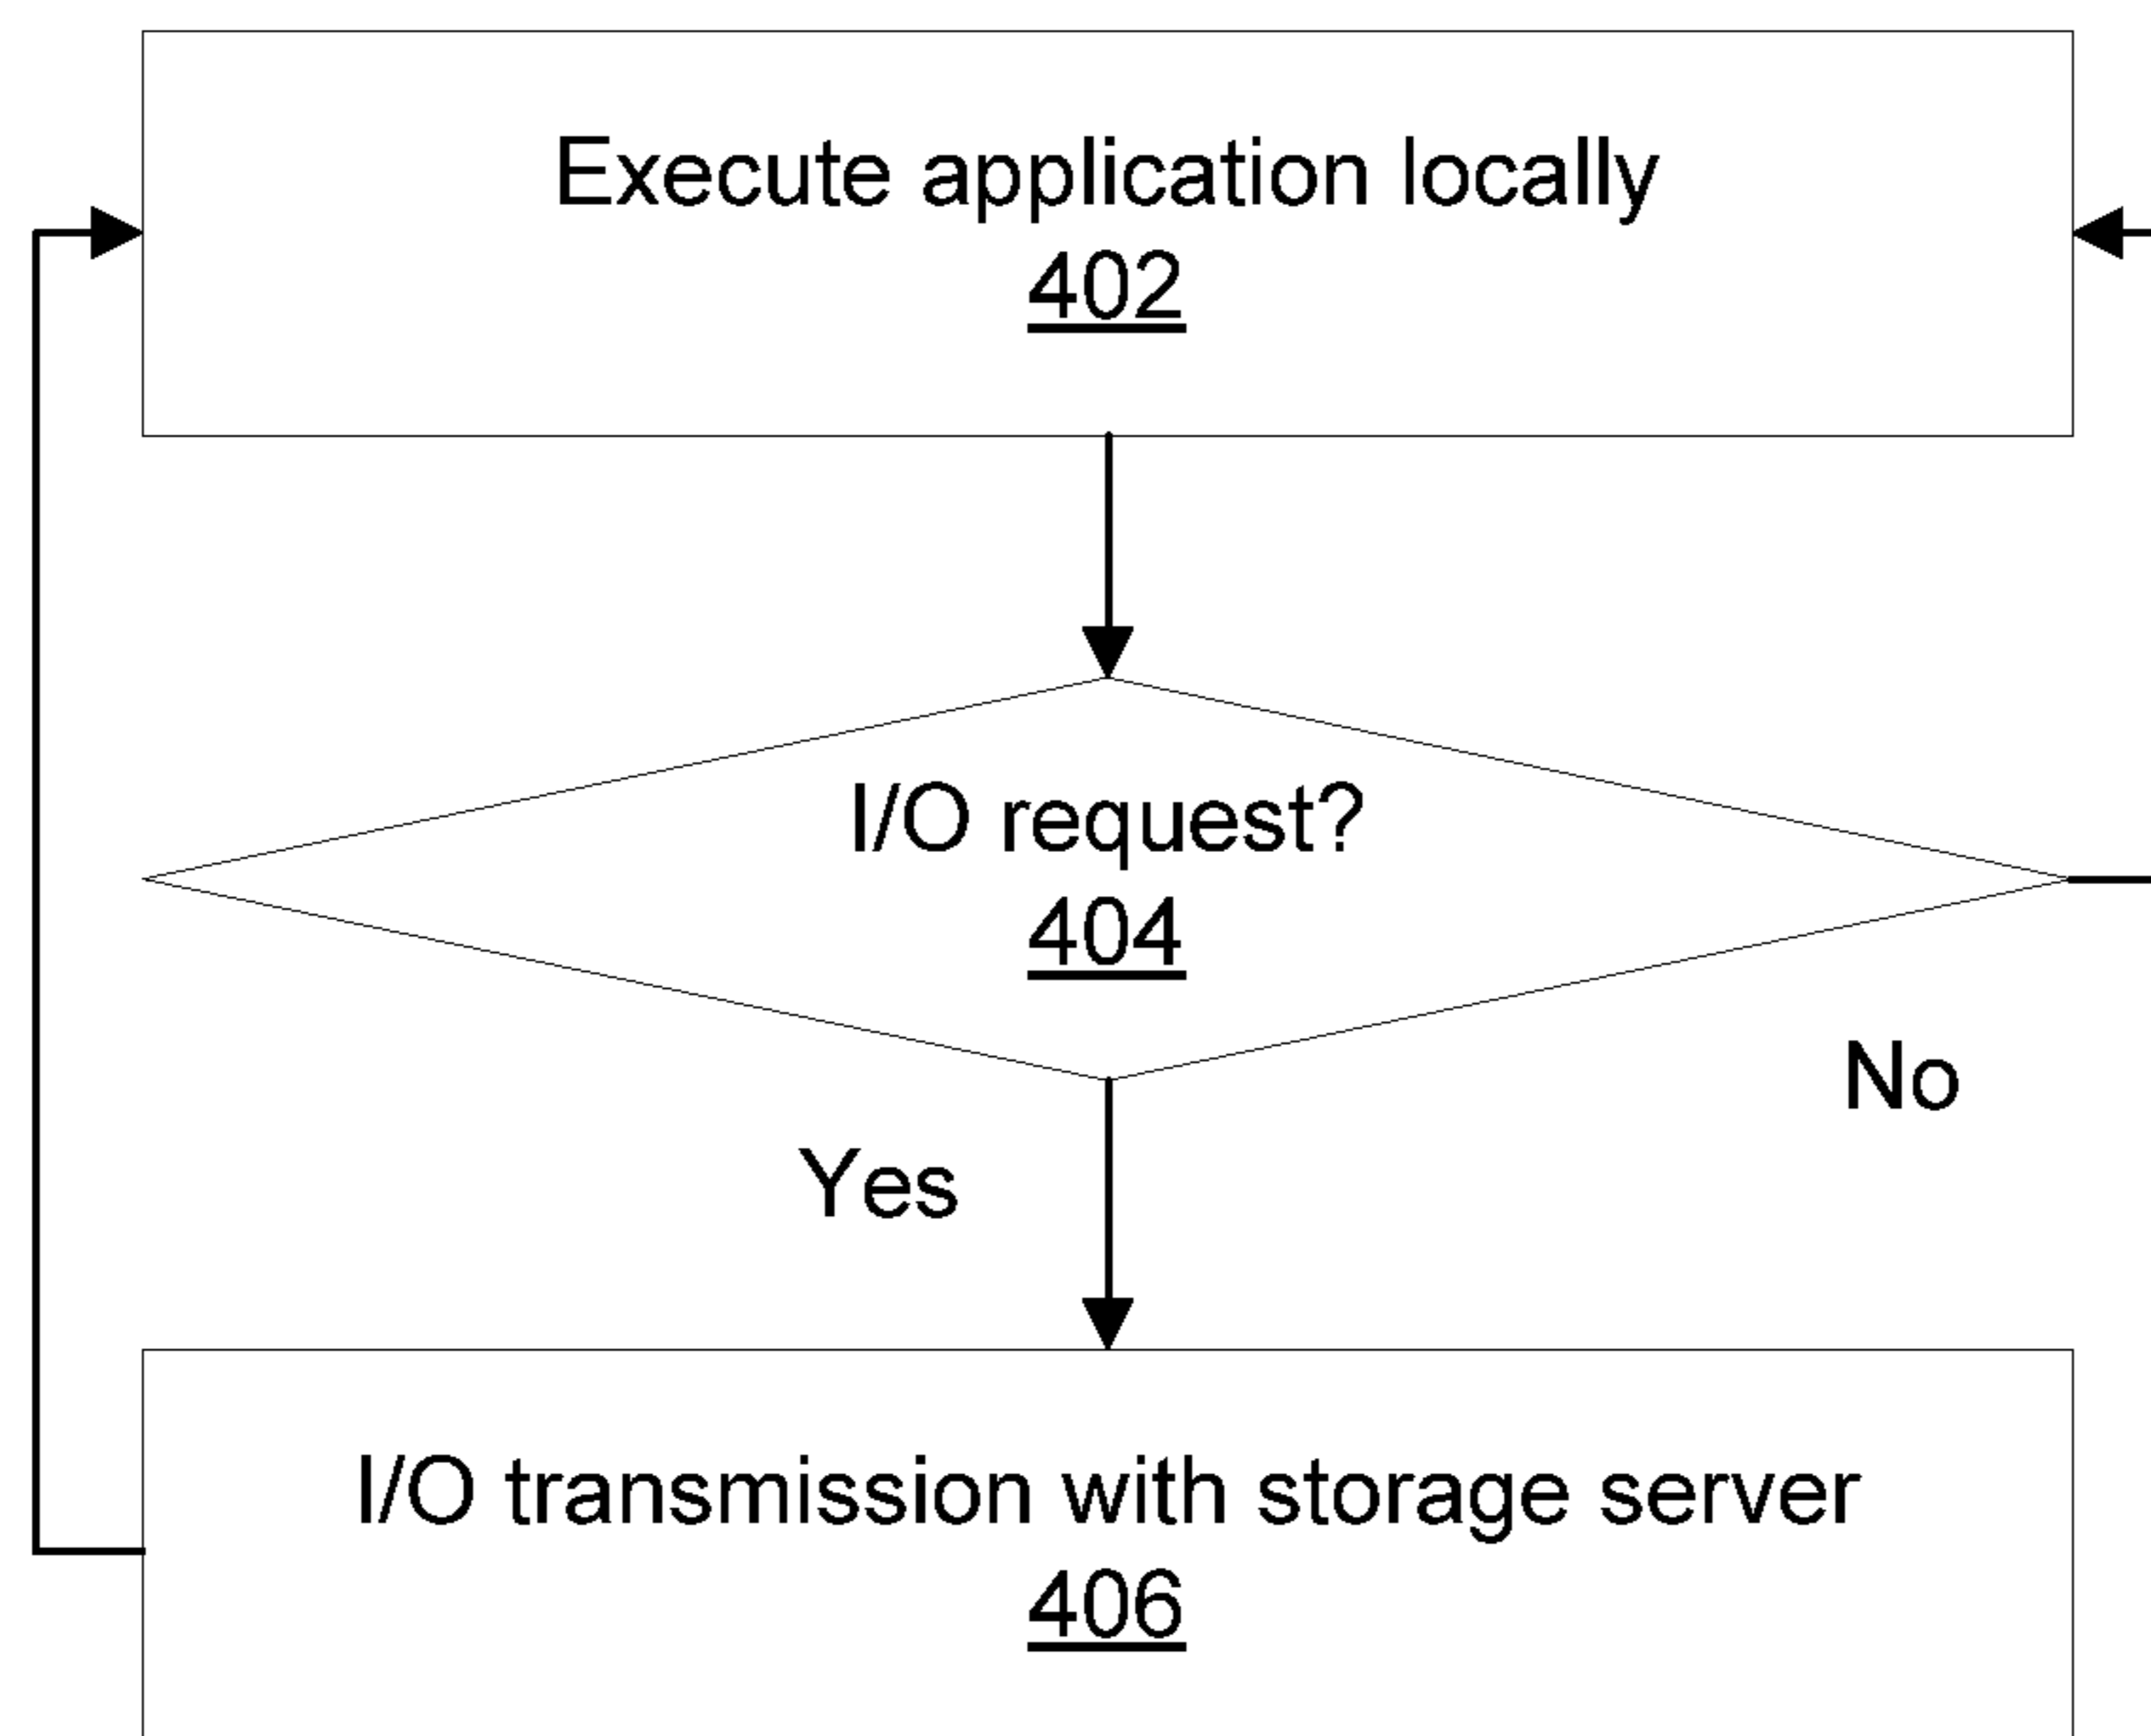 Execute application locally
402
I/O request?
404
No
Yes
I/O transmission with storage server
406